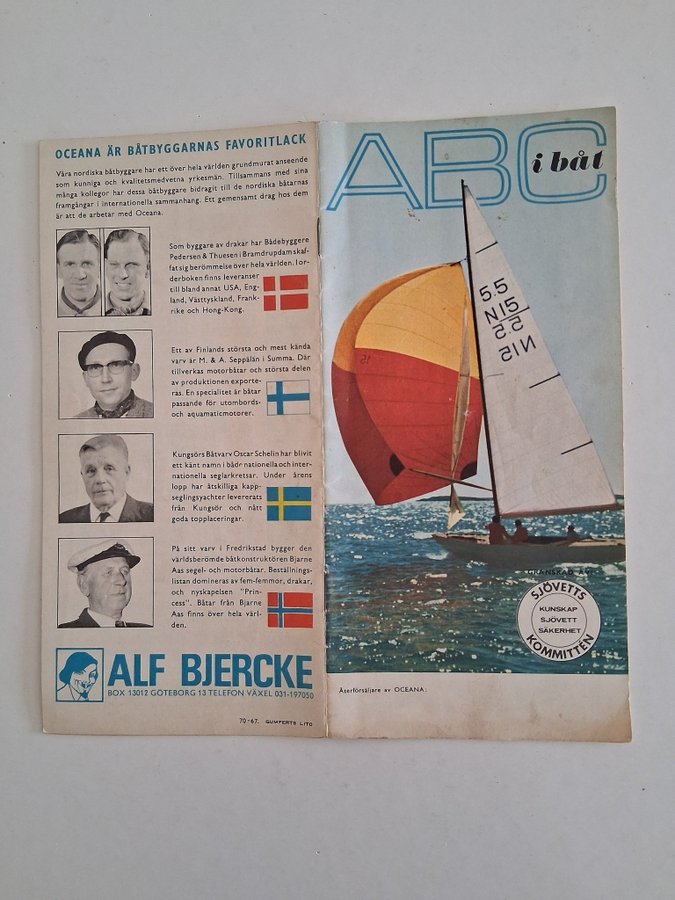 OCEANA ÄR BÅTBYGGARNAS FAVORITLACK
Våra nordiska båtbyggare har ett över hela världen grundmurat anseende
som kunniga och kvalitetsmedvetna yrkesmän. Tillsammans med sina
många kollegor har dessa båtbyggare bidragit till de nordiska båtarnas
framgångar i internationella sammanhang. Ett gemensamt drag hos dem
är att de arbetar med Oceana.
Som byggare av drakar har Bådebyggere
Pedersen & Thuesen i Bramdrupdam skaf-
fat sig berömmelse över hela världen. I or-
derboken finns leveranser
till bland annat USA, Eng-
land, Västtyskland, Frank-
rike och Hong-Kong.
Ett av Finlands största och mest kända
varv är M. & A. Seppälän i Summa. Där
tillverkas motorbåtar och största delen
av produktionen exporte-
ras. En specialitet är båtar
passande för utombords-
och aquamaticmotorer.
Kungsörs Båtvarv Oscar Schelin har blivit
ett känt namn i både nationella och inter-
nationella seglarkretsar. Under årens
lopp har åtskilliga kapp-
seglingsyachter levererats
från Kungsör och nått
goda topplaceringar.
På sitt varv i Fredrikstad bygger den
världsberömde båtkonstruktören Bjarne
Aas segel- och motorbåtar. Beställnings-
listan domineras av fem-femmor, drakar,
och nyskapelsen "Prin-
cess". Båtar från Bjarne
Aas finns över hela värl-
den.
ALF BJERCKE
BOX 13012 GÖTEBORG 13 TELEFON VÄXEL 031-197050
70-67. GUMPERTS LITO
ABC
i båt
5.5
N15
GRANSKAD AV
SJÖVETTS
KUNSKAP
SJÖVETT
SÄKERHET
KOMMITTÉN
Återförsäljare av OCEANA: